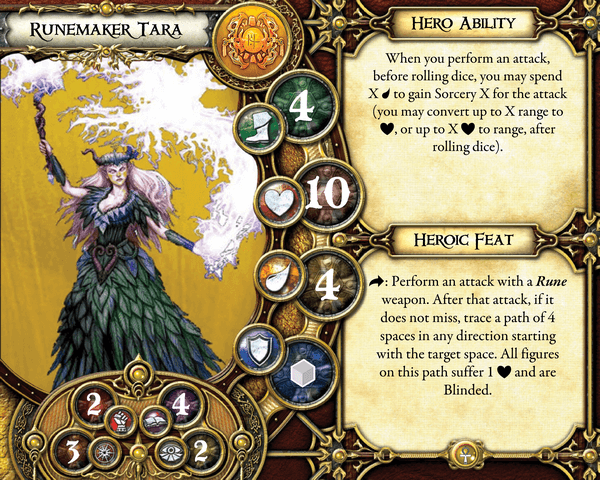 Runemaker Tara
4
10
4
2
4
3
2
Hero Ability
When you perform an attack,
before rolling dice, you may spend
X to gain Sorcery X for the attack
(you may convert up to X range to
, or up to X to range, after
rolling dice).
Heroic Feat
: Perform an attack with a Rune
weapon. After that attack, if it
does not miss, trace a path of 4
spaces in any direction starting
with the target space. All figures
on this path suffer 1 and are
Blinded.